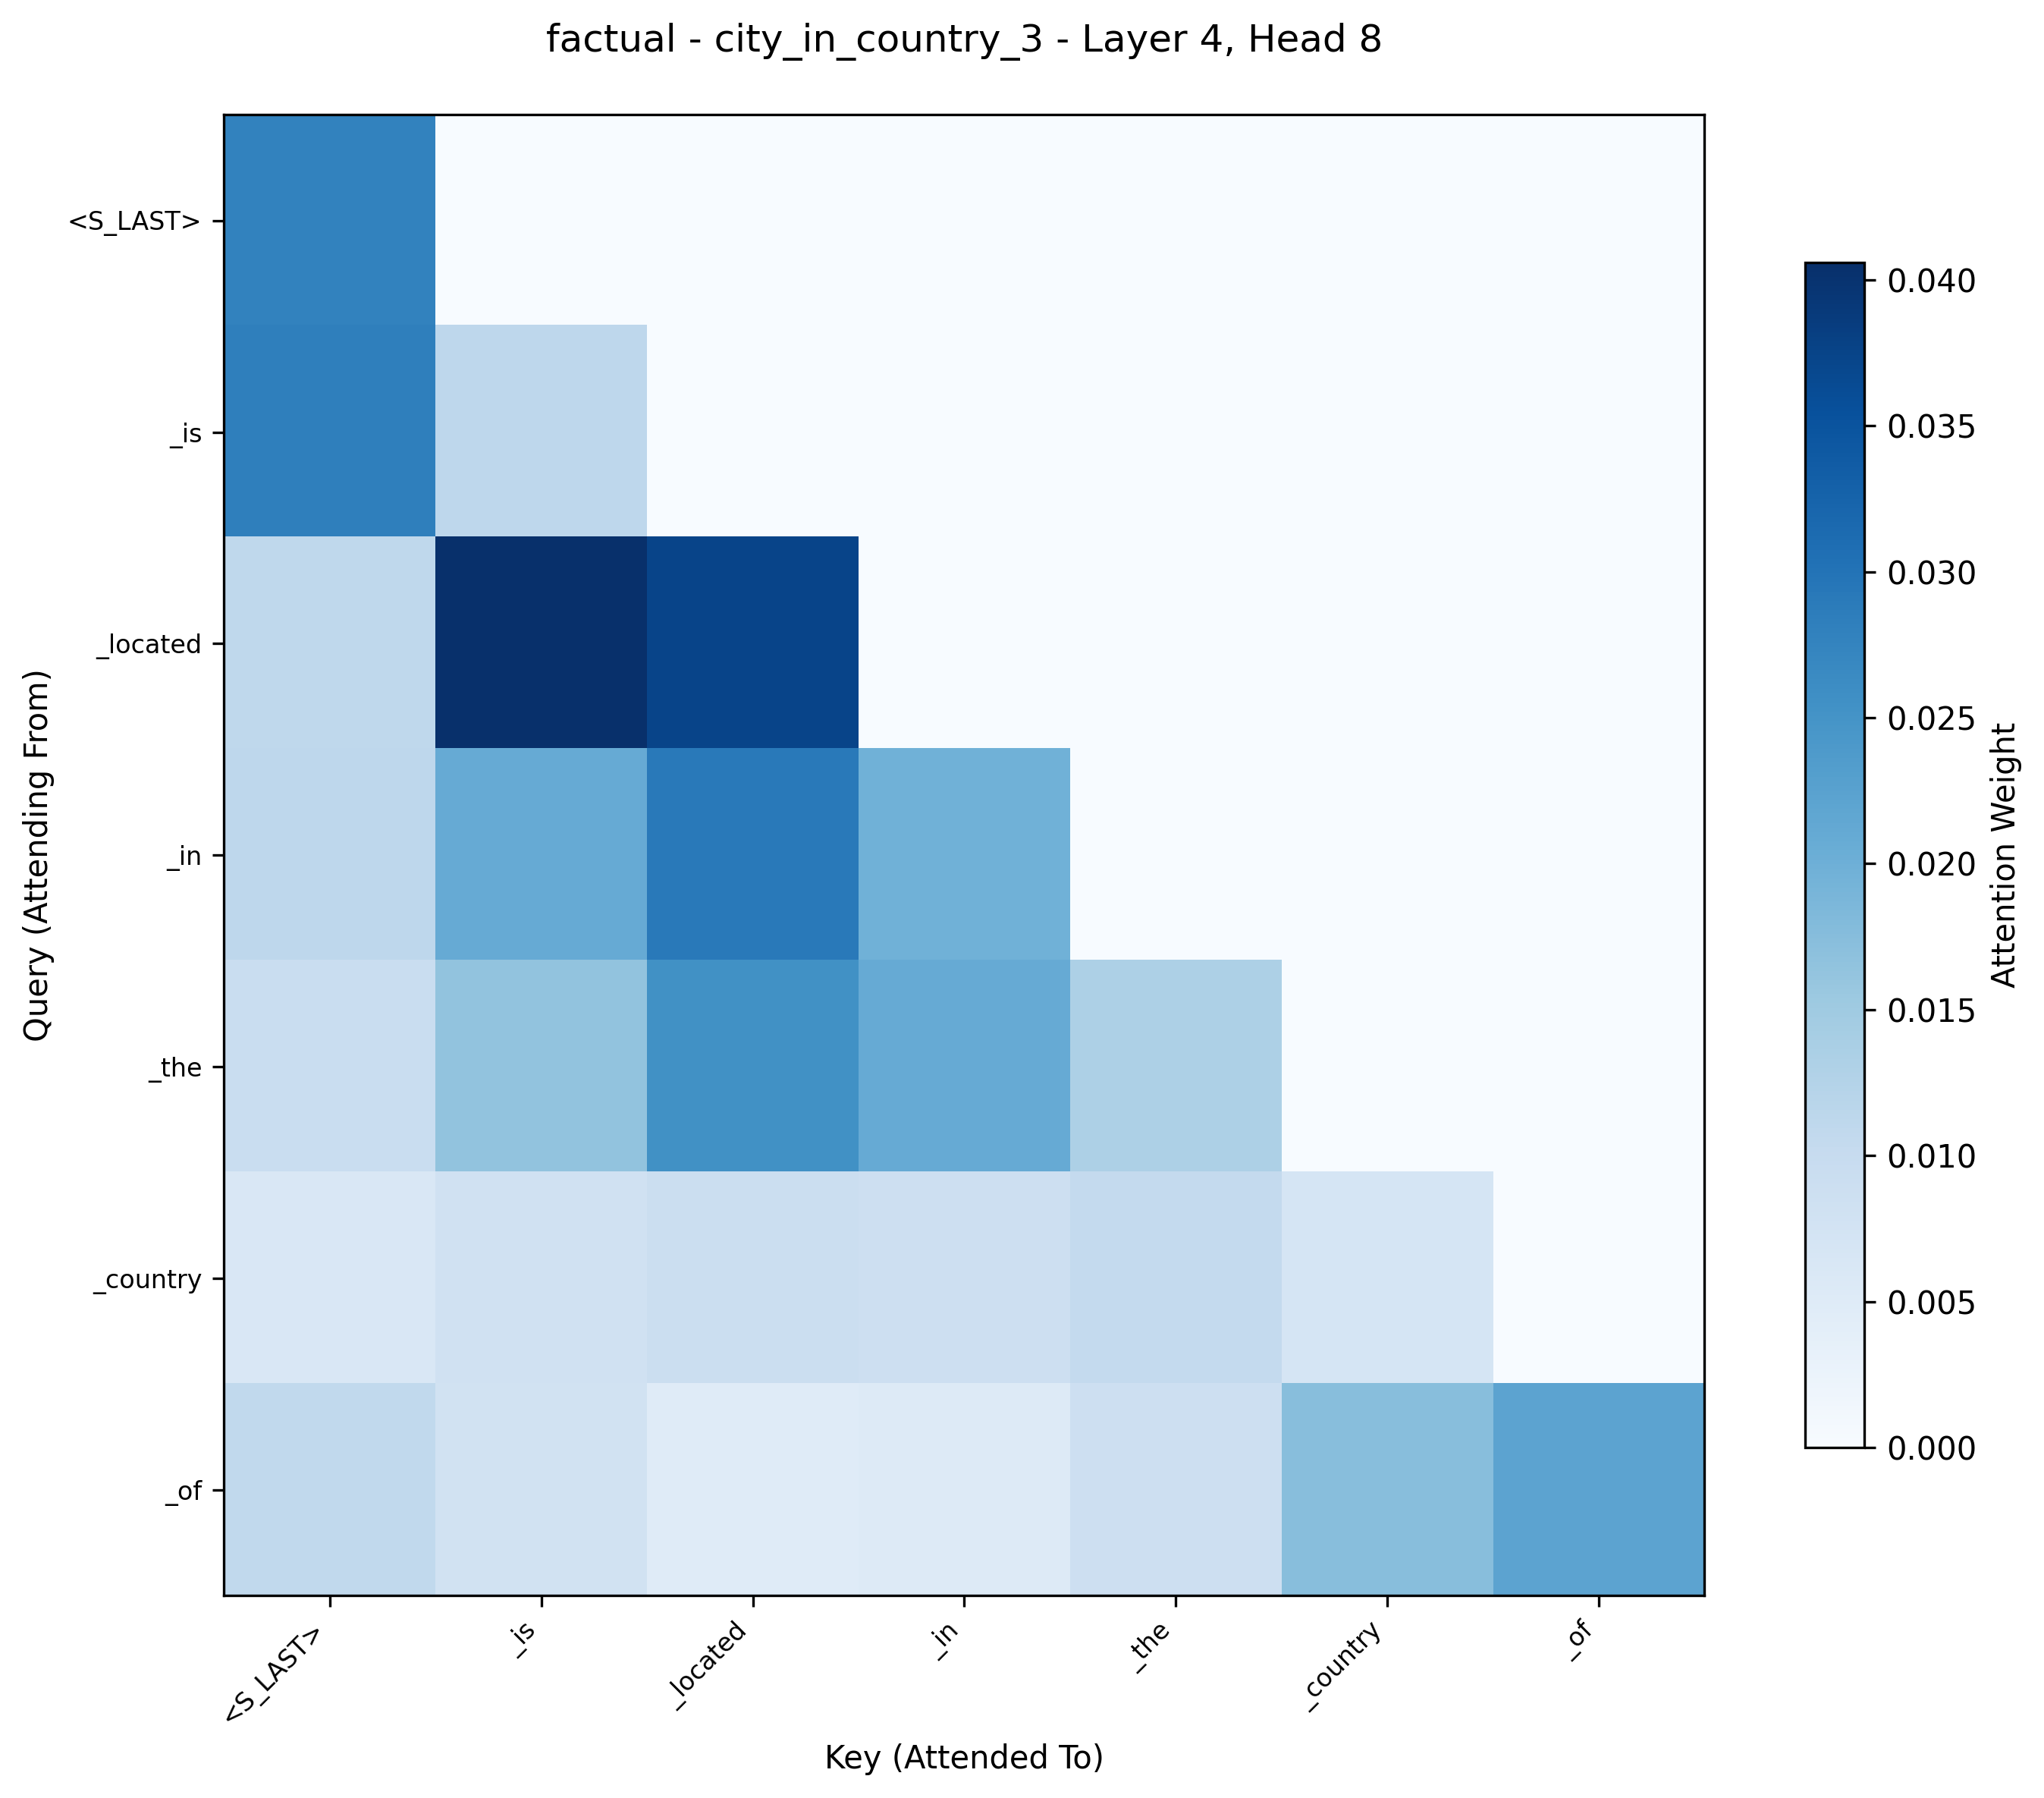 factual - city_in_country_3 - Layer 4, Head 8
Query (Attending From)
<S_LAST>
_is
_located
_in
_the
_country
_of
<S_LAST>
_is
_located
_in
_the
_country
_of
Key (Attended To)
0.040
0.035
0.030
0.025
0.020
0.015
0.010
0.005
0.000
Attention Weight